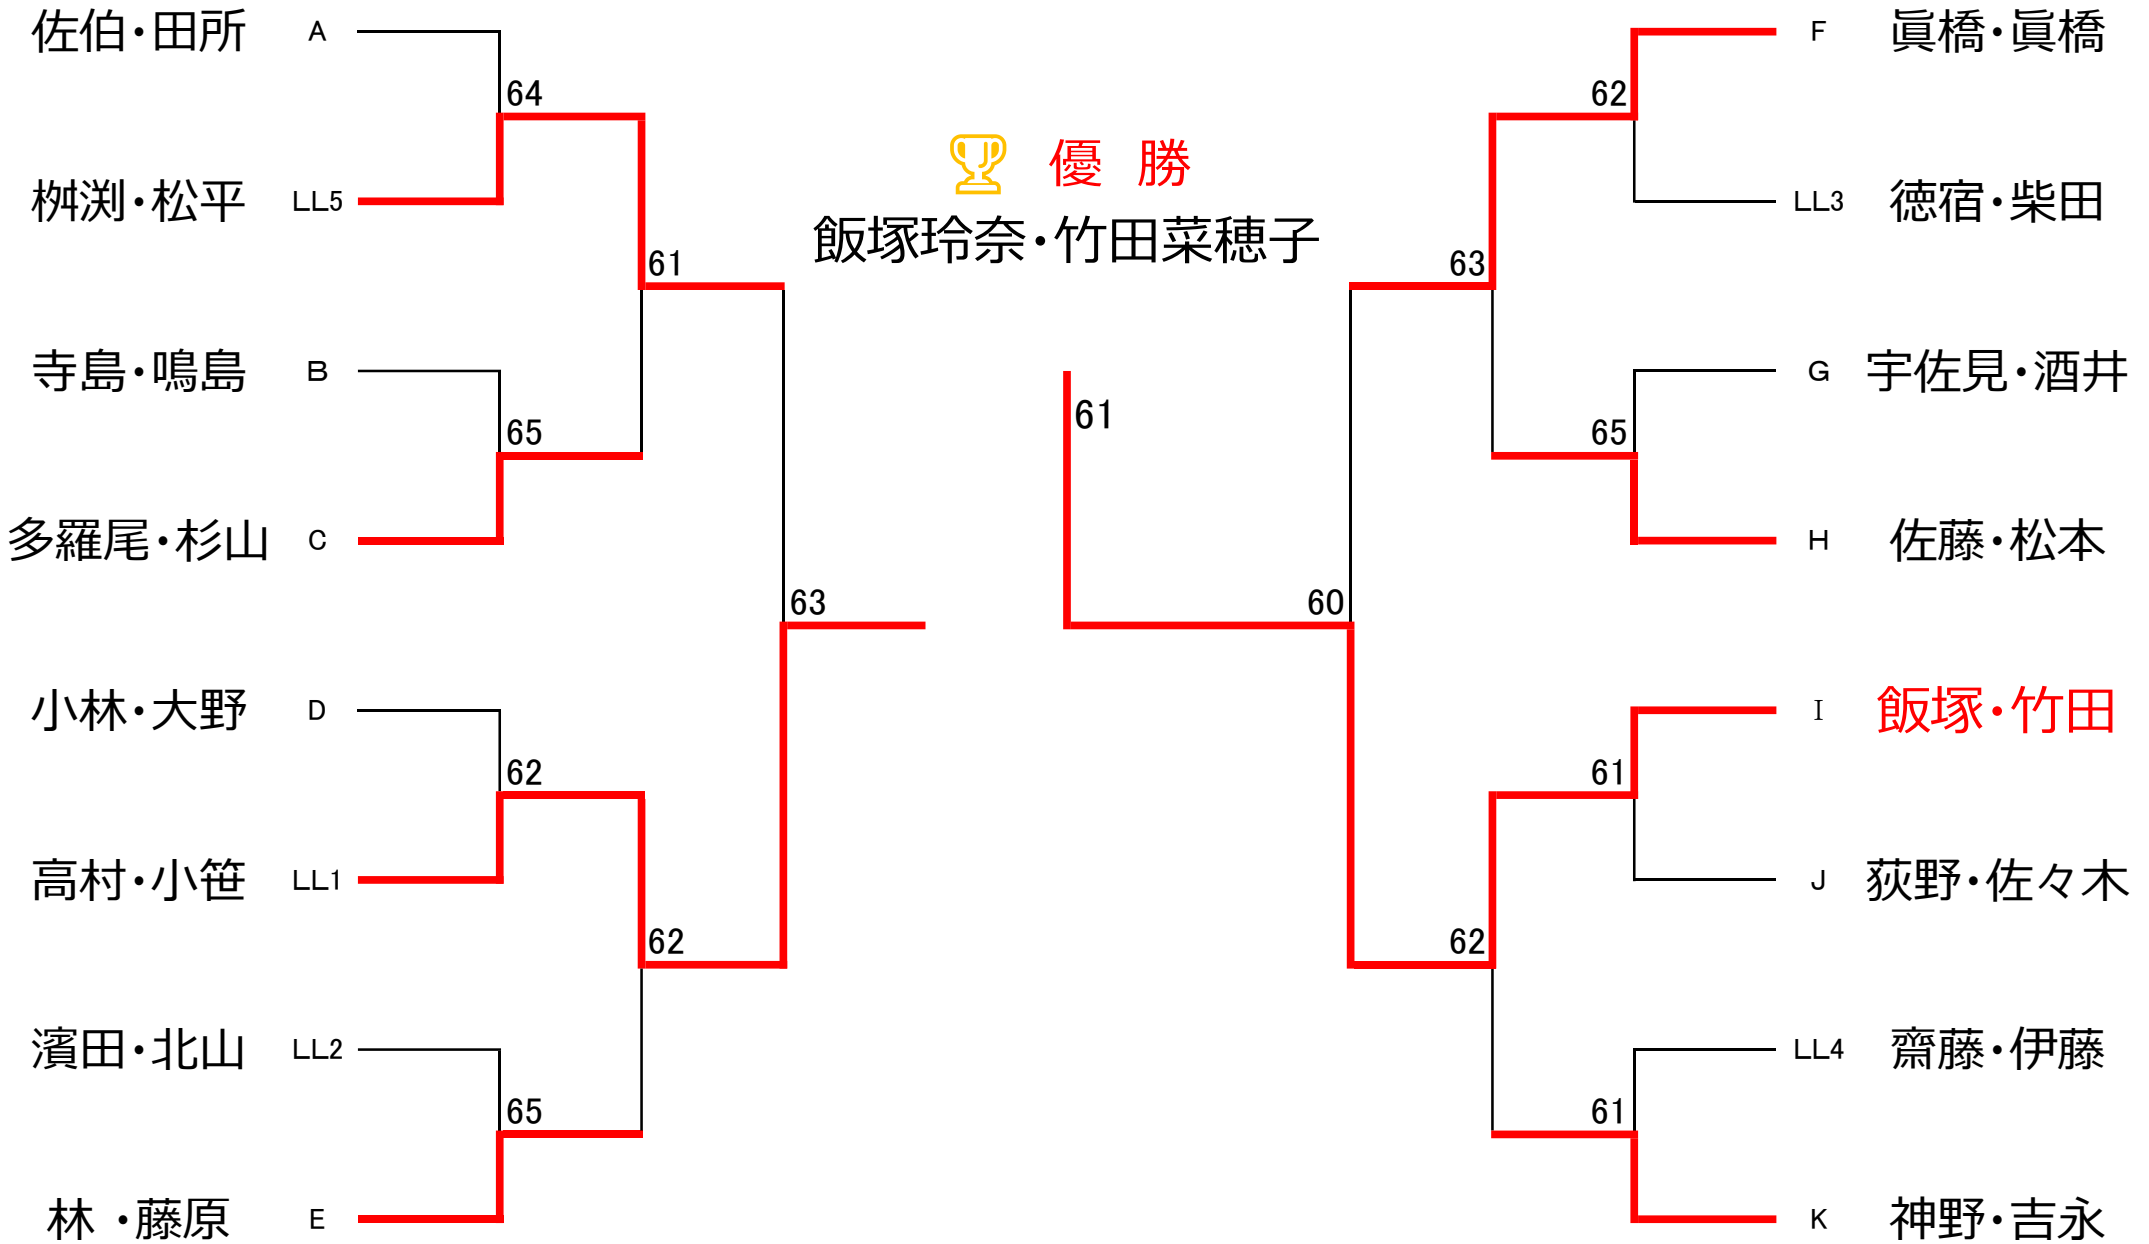 佐伯・田所 A
64
桝渕・松平 LL5
61
寺島・鳴島 B
65
多羅尾・杉山 C
63
小林・大野 D
62
高村・小笹 LL1
62
濱田・北山 LL2
65
林 ・藤原 E
優 勝
飯塚玲奈・竹田菜穂子
61
F 眞橋・眞橋
62
LL3 徳宿・柴田
63
G 宇佐見・酒井
65
H 佐藤・松本
60
I 飯塚・竹田
61
J 荻野・佐々木
62
LL4 齋藤・伊藤
61
K 神野・吉永